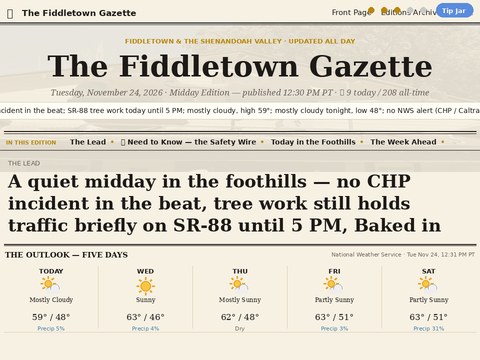 The Fiddletown Gazette
Front Page Editions Archiv
Tip Jar
FIDDLETOWN & THE SHENANDOAH VALLEY · UPDATED ALL DAY
The Fiddletown Gazette
Tuesday, November 24, 2026 · Midday Edition — published 12:30 PM PT · 9 today / 208 all-time
cident in the beat; SR-88 tree work today until 5 PM; mostly cloudy, high 59°; mostly cloudy tonight, low 48°; no NWS alert (CHP / Caltra
IN THIS EDITION The Lead • Need to Know — the Safety Wire • Today in the Foothills • The Week Ahead •
THE LEAD
A quiet midday in the foothills — no CHP
incident in the beat, tree work still holds
traffic briefly on SR-88 until 5 PM, Baked in
THE OUTLOOK — FIVE DAYS
National Weather Service · Tue Nov 24, 12:31 PM PT
TODAY WED THU FRI SAT
Mostly Cloudy Sunny Mostly Sunny Partly Sunny Partly Sunny
59° / 48° 63° / 46° 62° / 48° 63° / 51° 63° / 51°
Precip 5% Precip 4% Dry Precip 3% Precip 31%